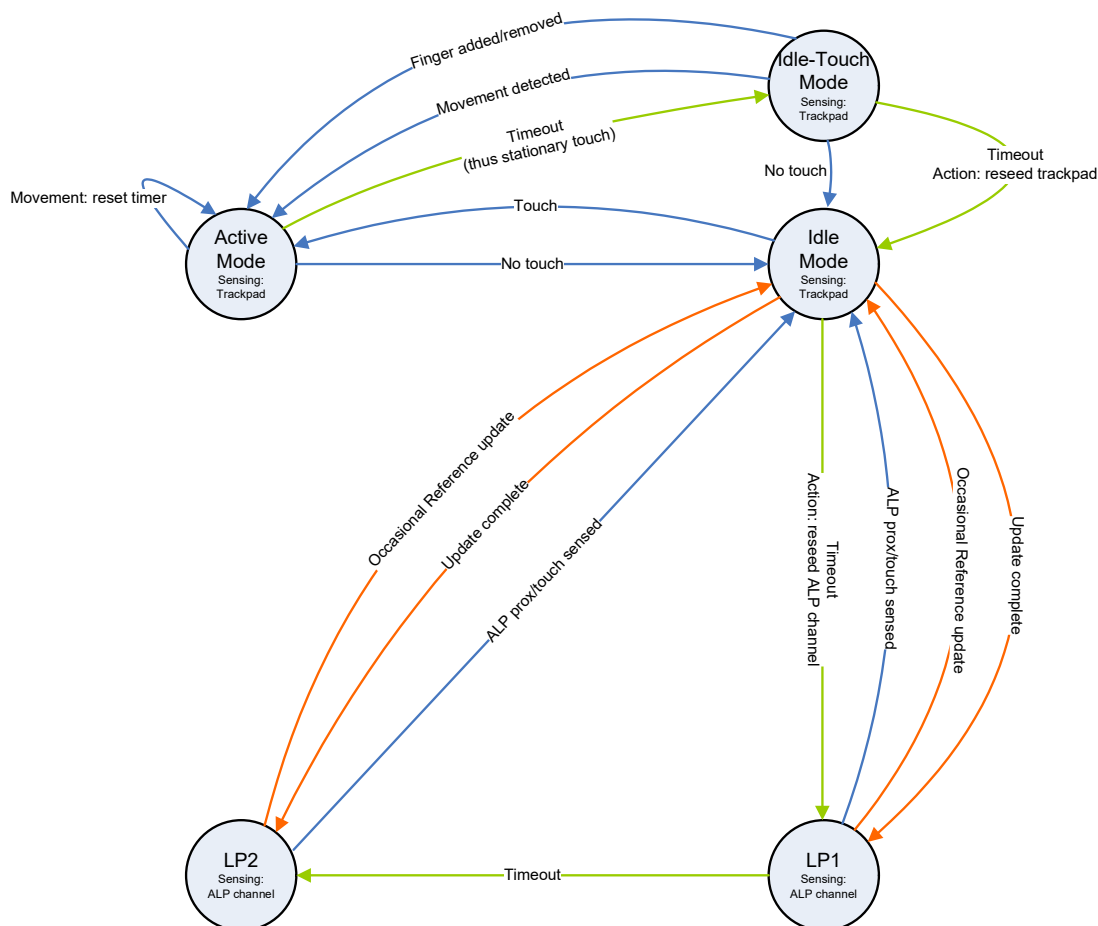 Finger added/removed
Idle-Touch
Mode
Sensing:
Trackpad
Movement detected
Timeout
(thus stationary touch)
Timeout
Action: reseed trackpad
No touch
Movement: reset timer
Touch
Active
Mode
Sensing:
Trackpad
No touch
Idle
Mode
Sensing:
Trackpad
Occasional Reference update
Update complete
ALP prox/touch sensed
Timeout
Action: reseed ALP channel
ALP prox/touch sensed
Occasional Reference update
Update complete
LP2
Sensing:
ALP channel
Timeout
LP1
Sensing:
ALP channel